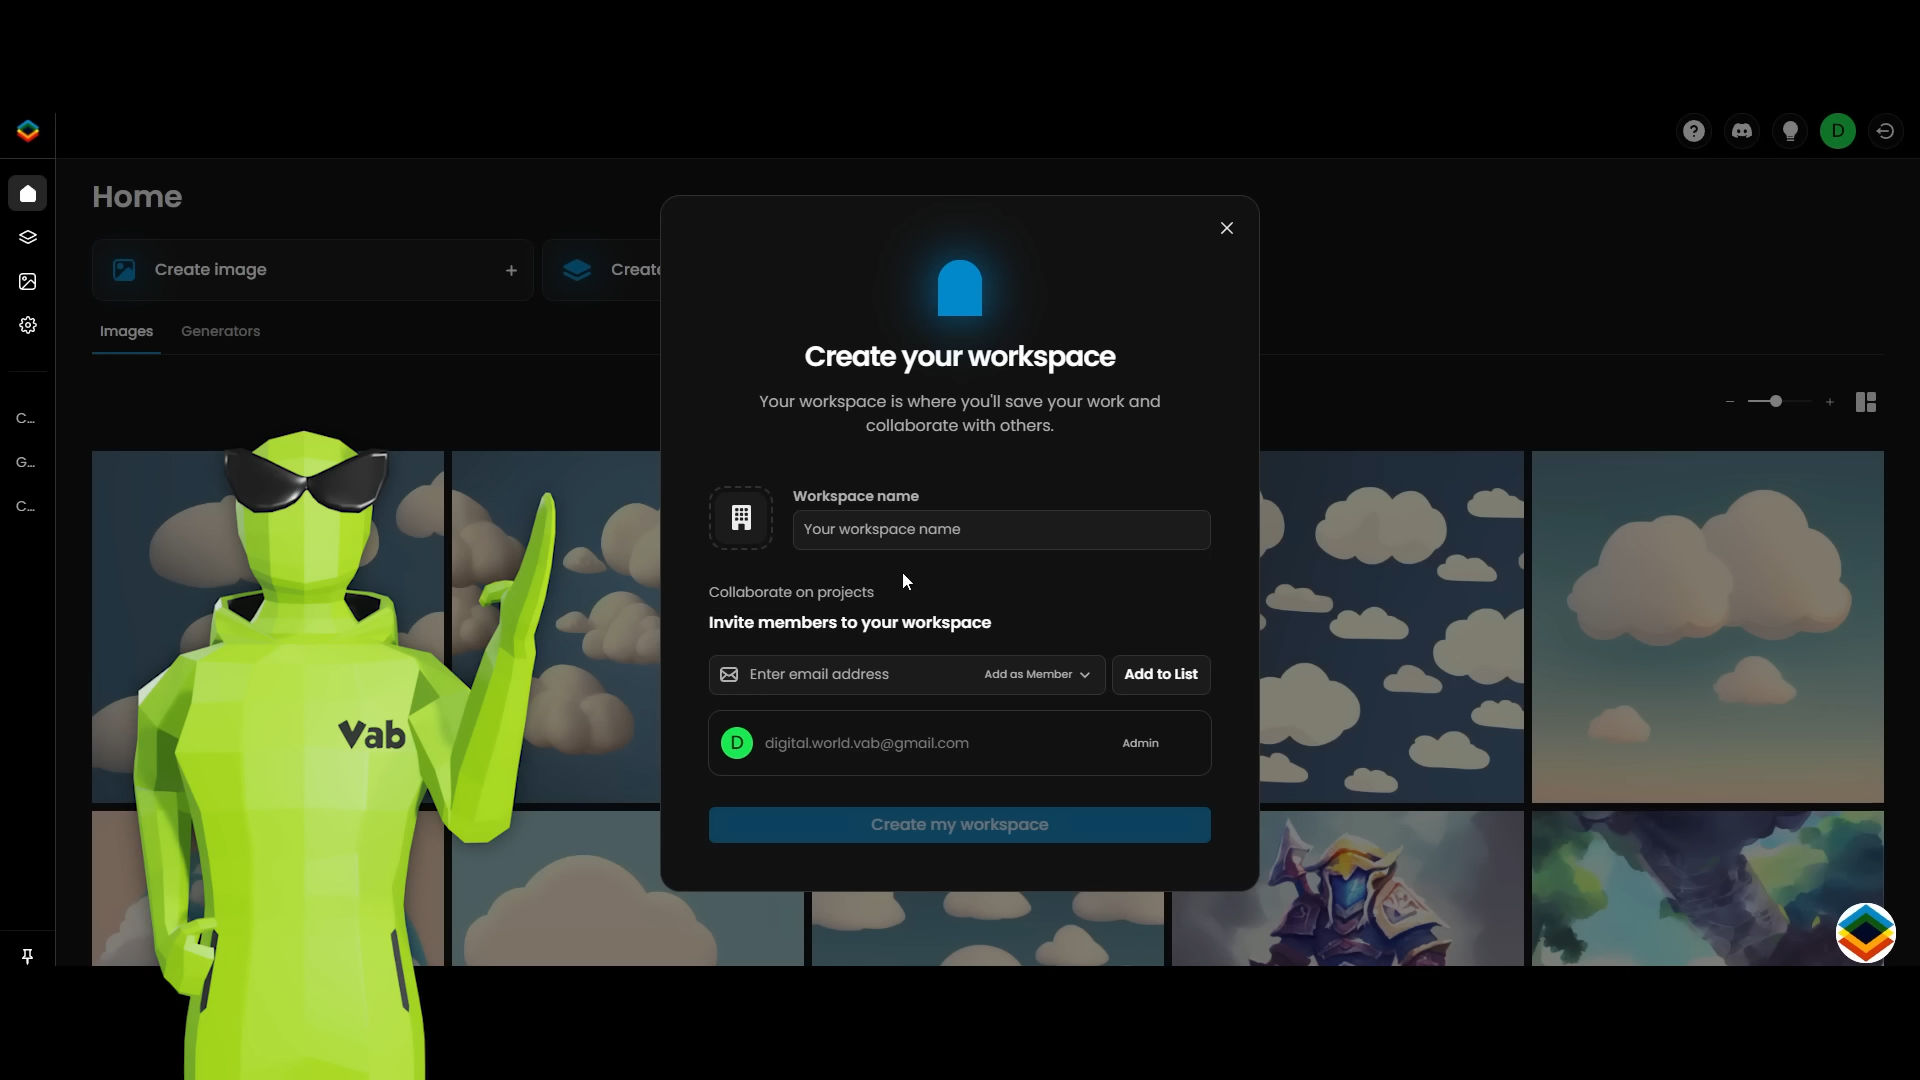 D
Home
Create image
Create
Images
Generators
C...
G...
C...
Create your workspace
Your workspace is where you'll save your work and
collaborate with others.
Workspace name
Your workspace name
Collaborate on projects
Invite members to your workspace
Enter email address
Add as Member
Add to List
D
digital.world.vab@gmail.com
Admin
Create my workspace
Vab